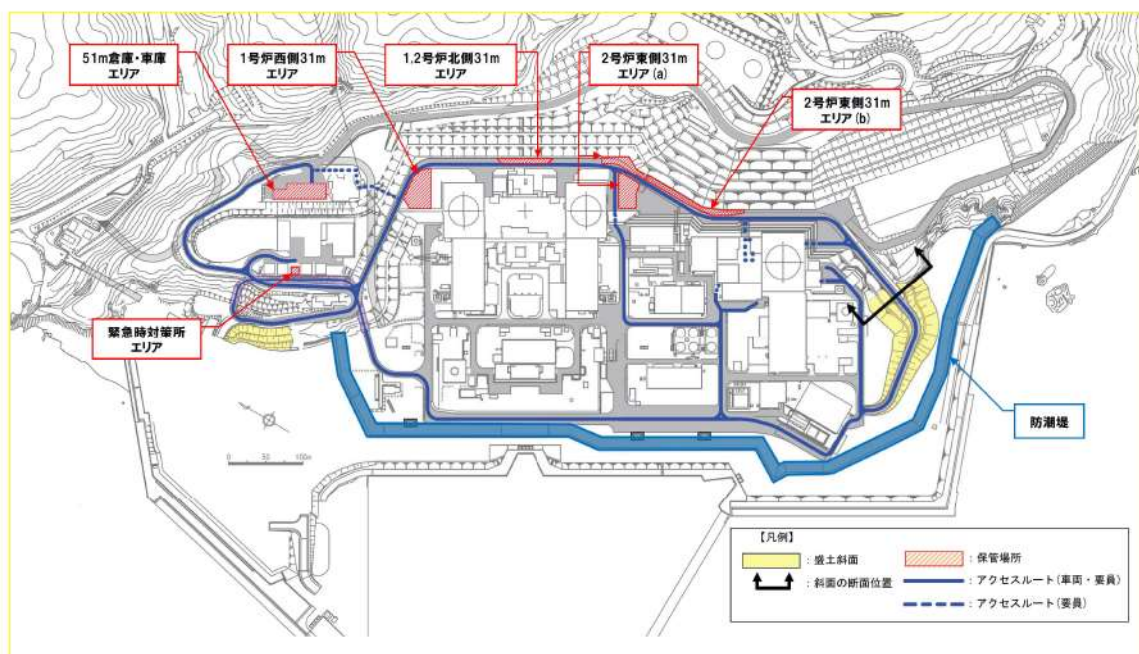 51m倉庫・車庫
エリア
1号炉西側31m
エリア
1,2号炉北側31m
エリア
2号炉東側31m
エリア(a)
2号炉東側31m
エリア(b)
緊急時対策所
エリア
防潮堤
0 50 100m
【凡例】
:盛土斜面
:斜面の断面位置
:保管場所
:アクセスルート(車両・要員)
:アクセスルート(要員)